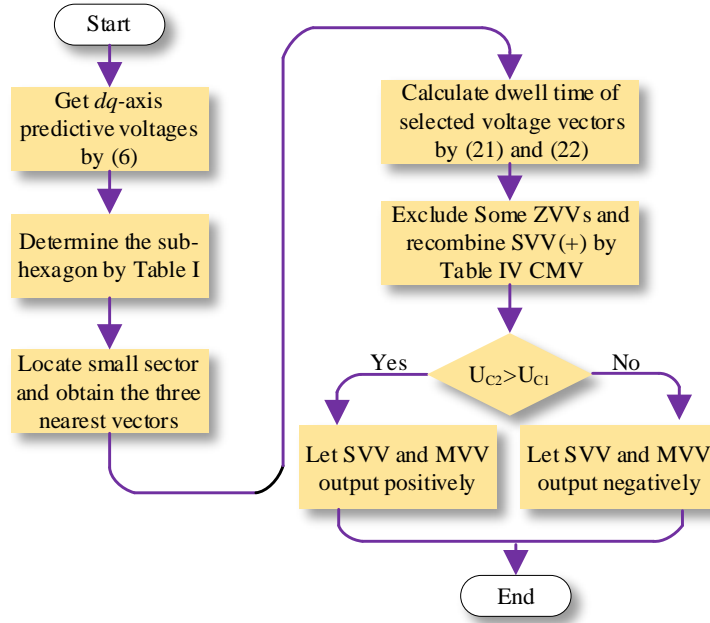 Start
Get dq-axis
predictive voltages
by (6)
Determine the sub-
hexagon by Table I
Locate small sector
and obtain the three
nearest vectors
Calculate dwell time of
selected voltage vectors
by (21) and (22)
Exclude Some ZVVs and
recombine SVV(+) by
Table IV CMV
Yes
U_C2>U_C1
No
Let SVV and MVV
output positively
Let SVV and MVV
output negatively
End